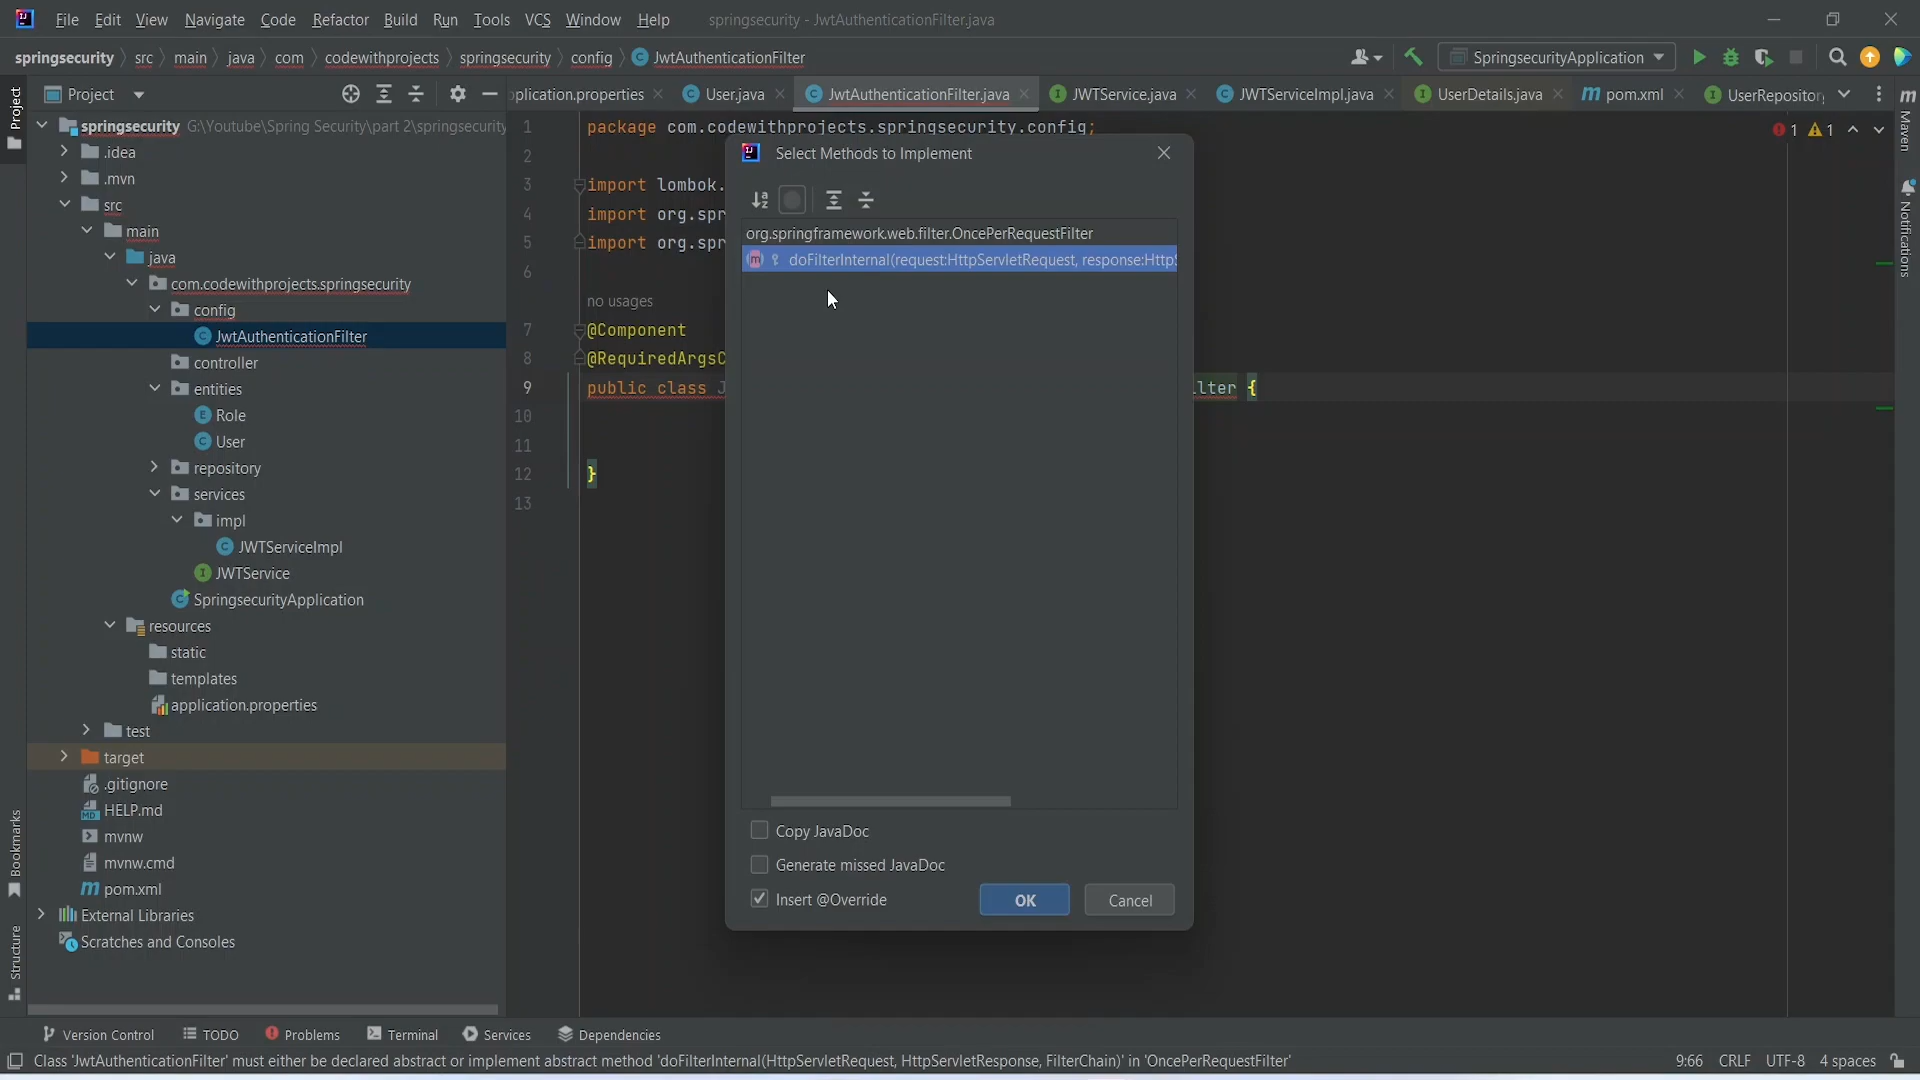 File Edit View Navigate Code Refactor Build Run Tools VCS Window Help springsecurity - JwtAuthenticationFilter.java
springsecurity src main java com codewithprojects springsecurity config JwtAuthenticationFilter SpringsecurityApplication
Project
plication.properties User.java JwtAuthenticationFilter.java JWTService.java JWTServiceImpl.java UserDetails.java pom.xml UserRepositor
Project
Maven
Notifications
Bookmarks
Structure
springsecurity G:\Youtube\Spring Security\part 2\springsecurity
.idea
.mvn
src
main
java
com.codewithprojects.springsecurity
config
JwtAuthenticationFilter
controller
entities
Role
User
repository
services
impl
JWTServiceImpl
JWTService
SpringsecurityApplication
resources
static
templates
application.properties
test
target
.gitignore
HELP.md
mvnw
mvnw.cmd
pom.xml
External Libraries
Scratches and Consoles
1 package com.codewithprojects.springsecurity.config;
1 1
2
3 import lombok.
4 import org.spr
5 import org.spr
6
no usages
7 @Component
8 @RequiredArgsC
9 public class J ilter {
10
11
12 }
13
Select Methods to Implement
org.springframework.web.filter.OncePerRequestFilter
doFilterInternal(request:HttpServletRequest, response:HttpS
Copy JavaDoc
Generate missed JavaDoc
Insert @Override
OK Cancel
Version Control TODO Problems Terminal Services Dependencies
Class 'JwtAuthenticationFilter' must either be declared abstract or implement abstract method 'doFilterInternal(HttpServletRequest, HttpServletResponse, FilterChain)' in 'OncePerRequestFilter' 9:66 CRLF UTF-8 4 spaces